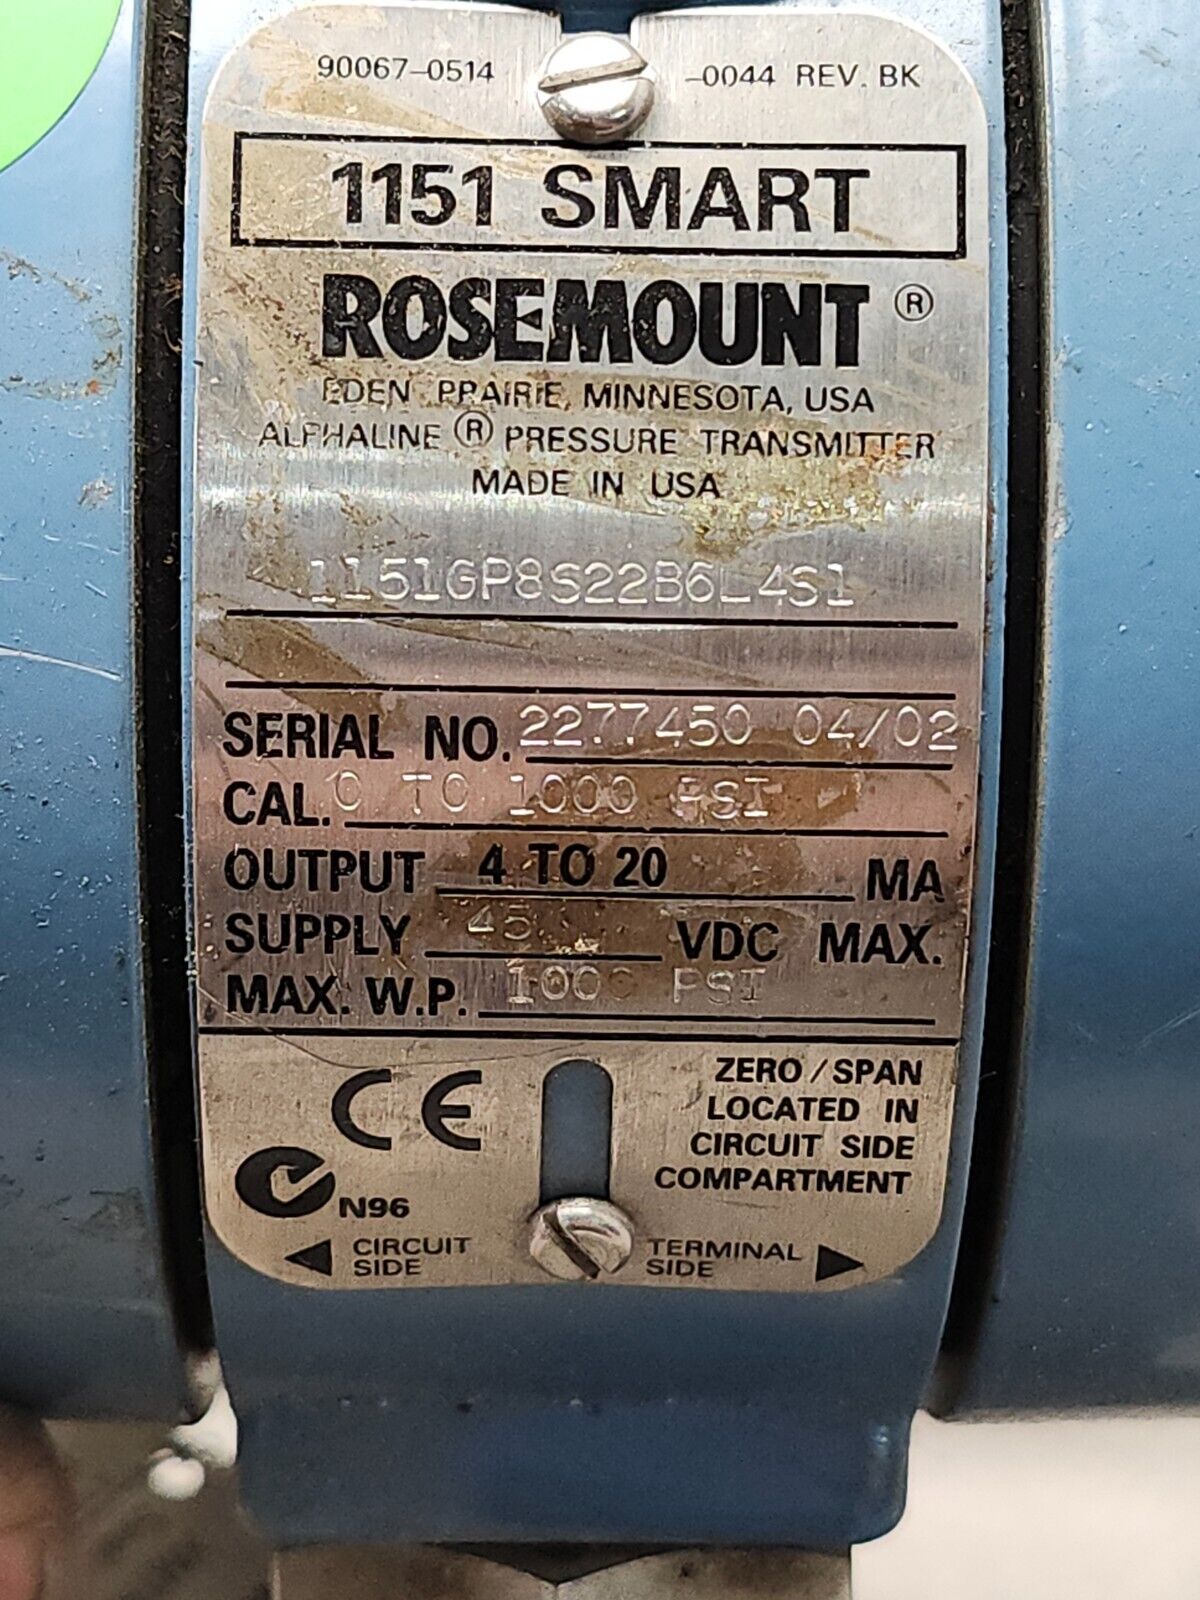 90067-0514 -0044 REV. BK
1151 SMART
ROSEMOUNT ®
EDEN PRAIRIE, MINNESOTA, USA
ALPHALINE ® PRESSURE TRANSMITTER
MADE IN USA
1151GP8S22B6L4S1
SERIAL NO. 2277450 04/02
CAL. 0 TO 1000 PSI
OUTPUT 4 TO 20 MA
SUPPLY 45 VDC MAX.
MAX. W.P. 1000 PSI
CE
ZERO / SPAN
LOCATED IN
CIRCUIT SIDE
COMPARTMENT
N96
CIRCUIT SIDE
TERMINAL SIDE